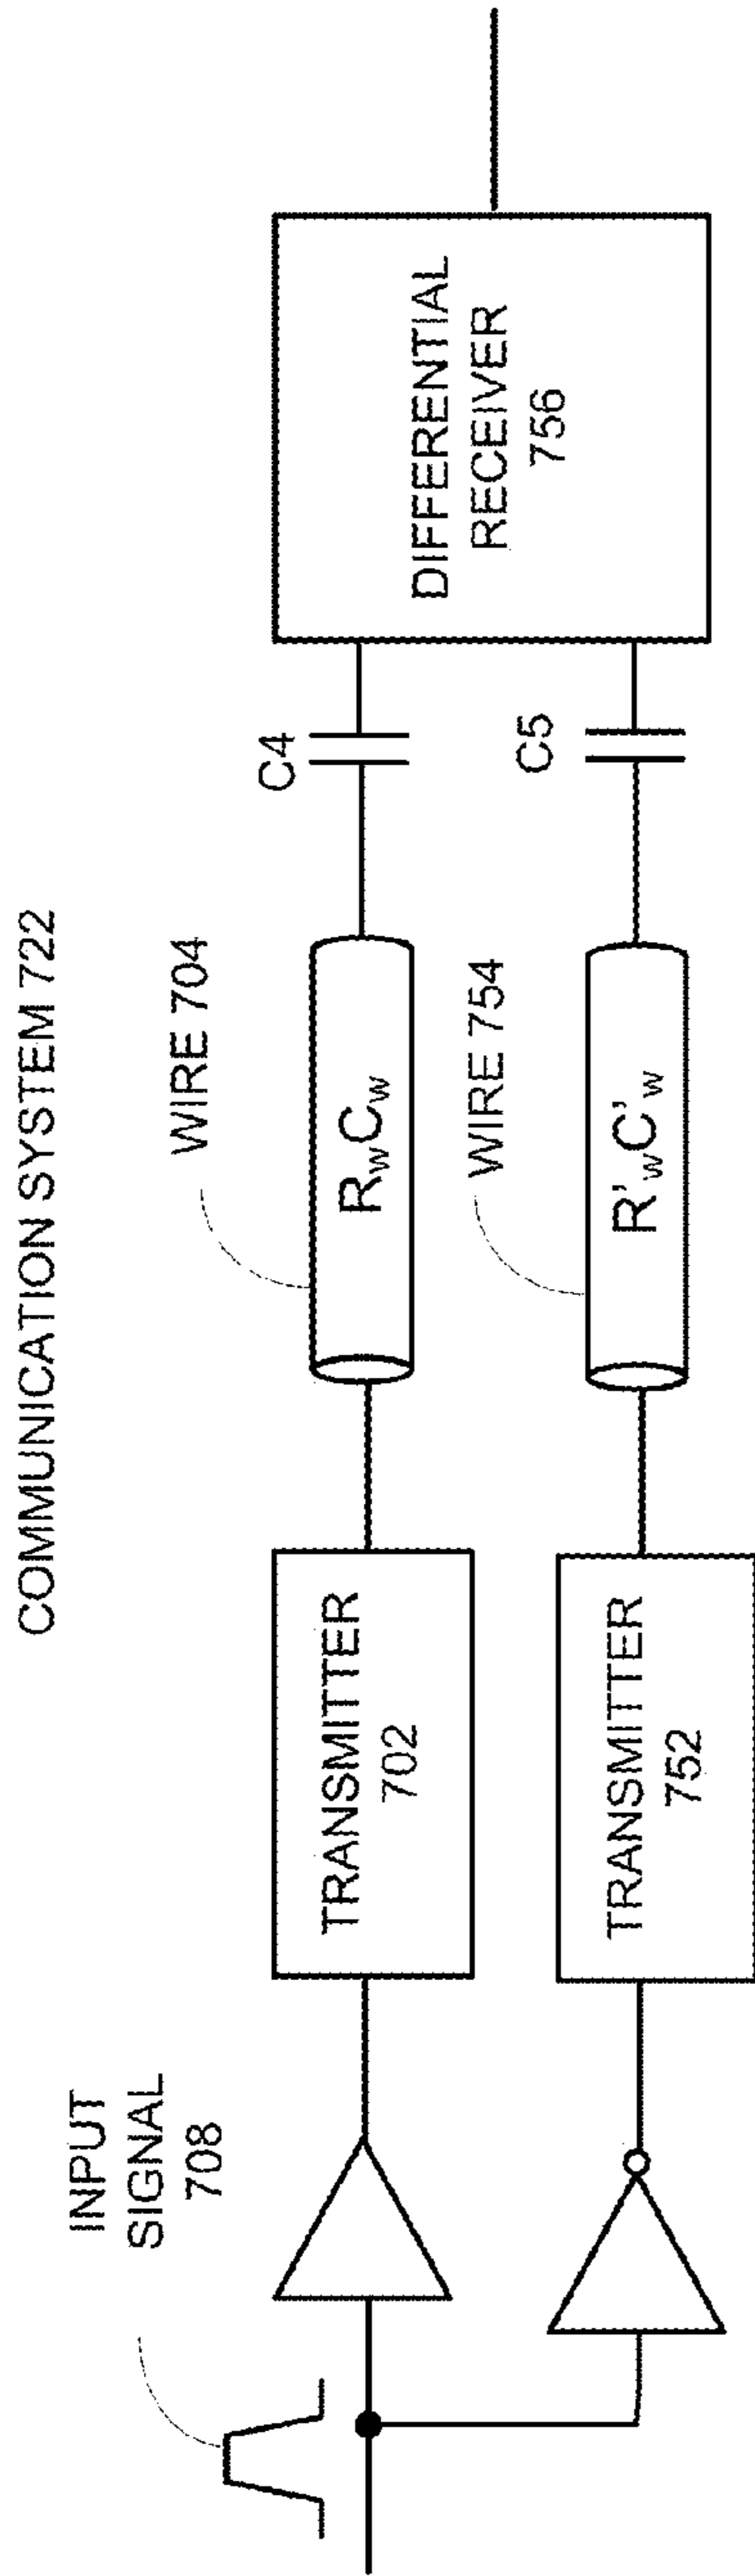 COMMUNICATION SYSTEM 722
INPUT
SIGNAL
708
TRANSMITTER
702
WIRE 704
RwCw
C4
DIFFERENTIAL
RECEIVER
756
TRANSMITTER
752
WIRE 754
R'wC'w
C5